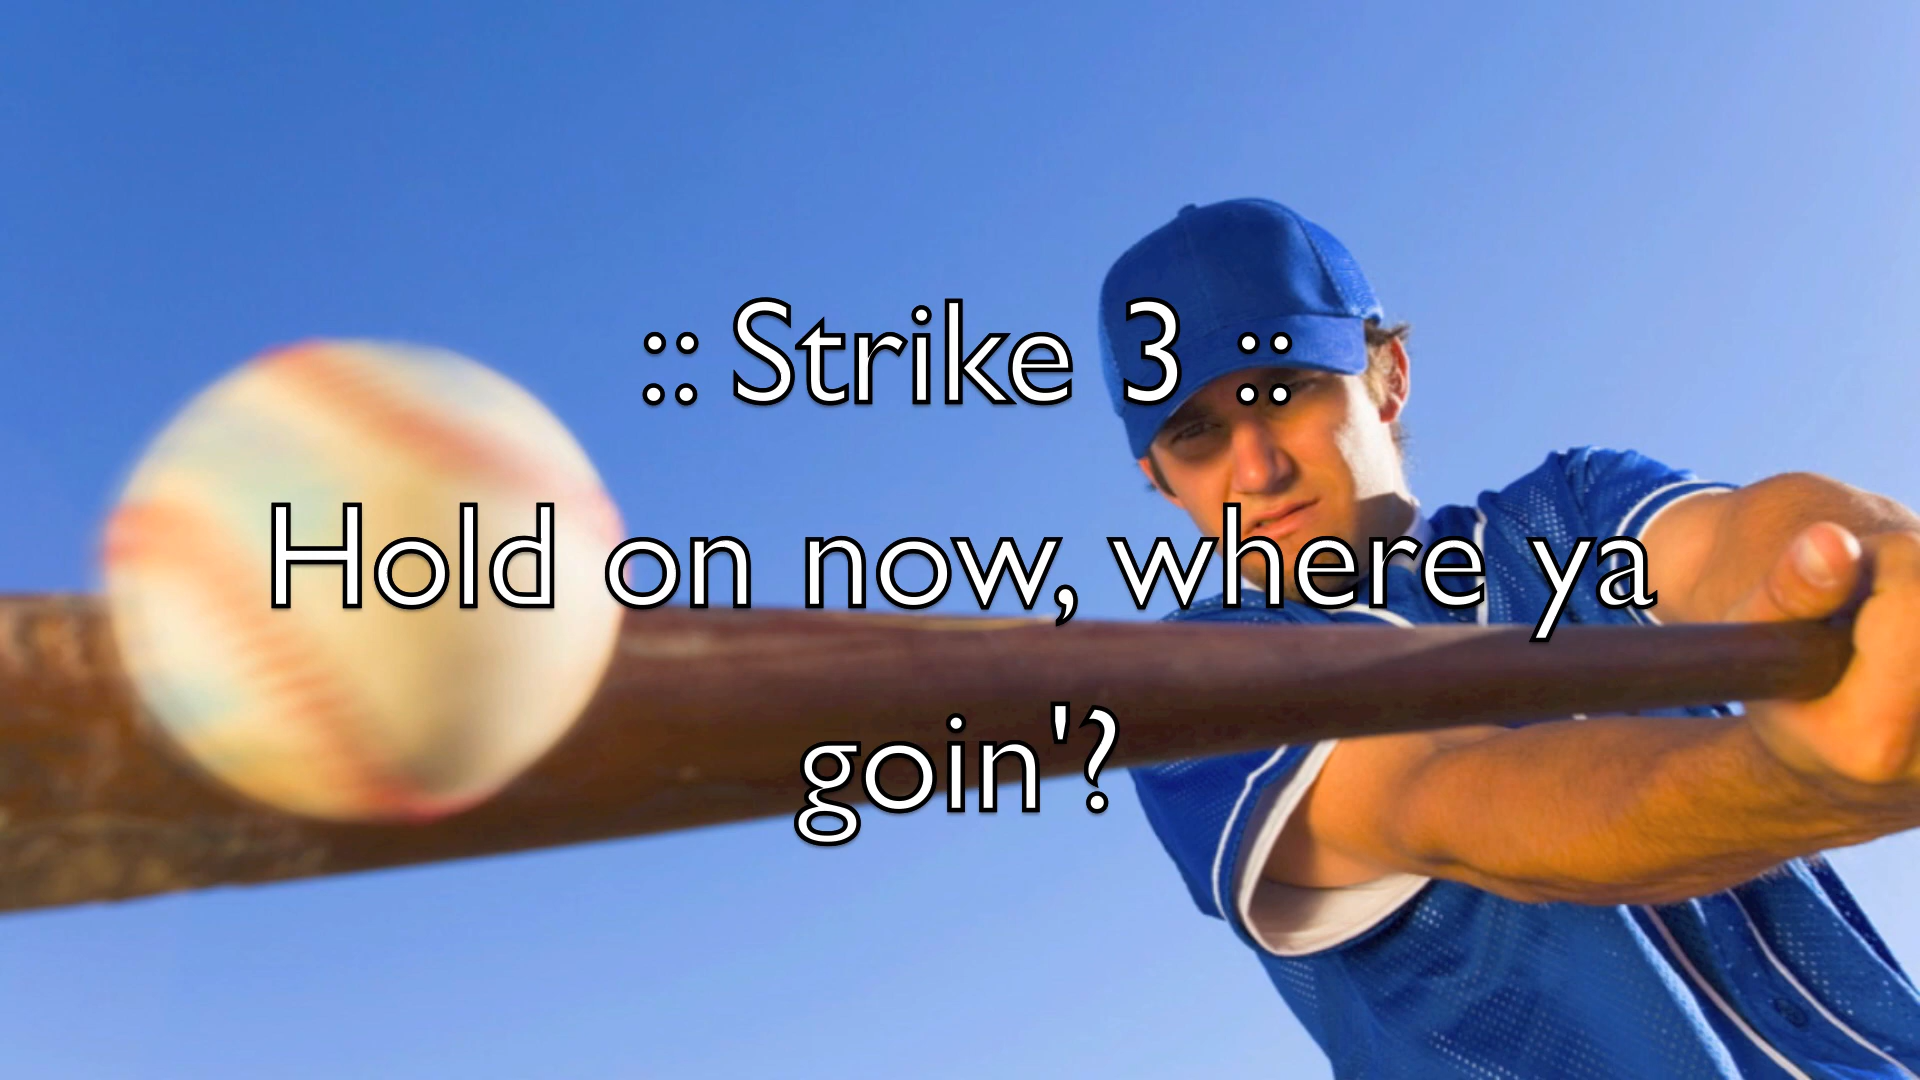 :: Strike 3 ::
Hold on now, where ya
goin'?